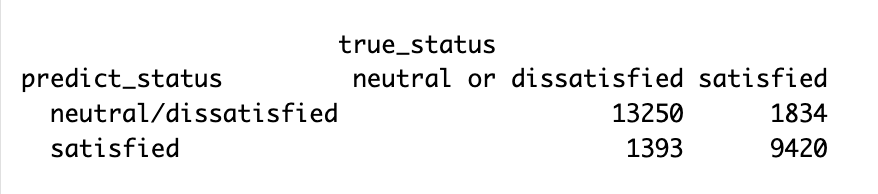 true_status
predict_status neutral or dissatisfied satisfied
neutral/dissatisfied 13250 1834
satisfied 1393 9420